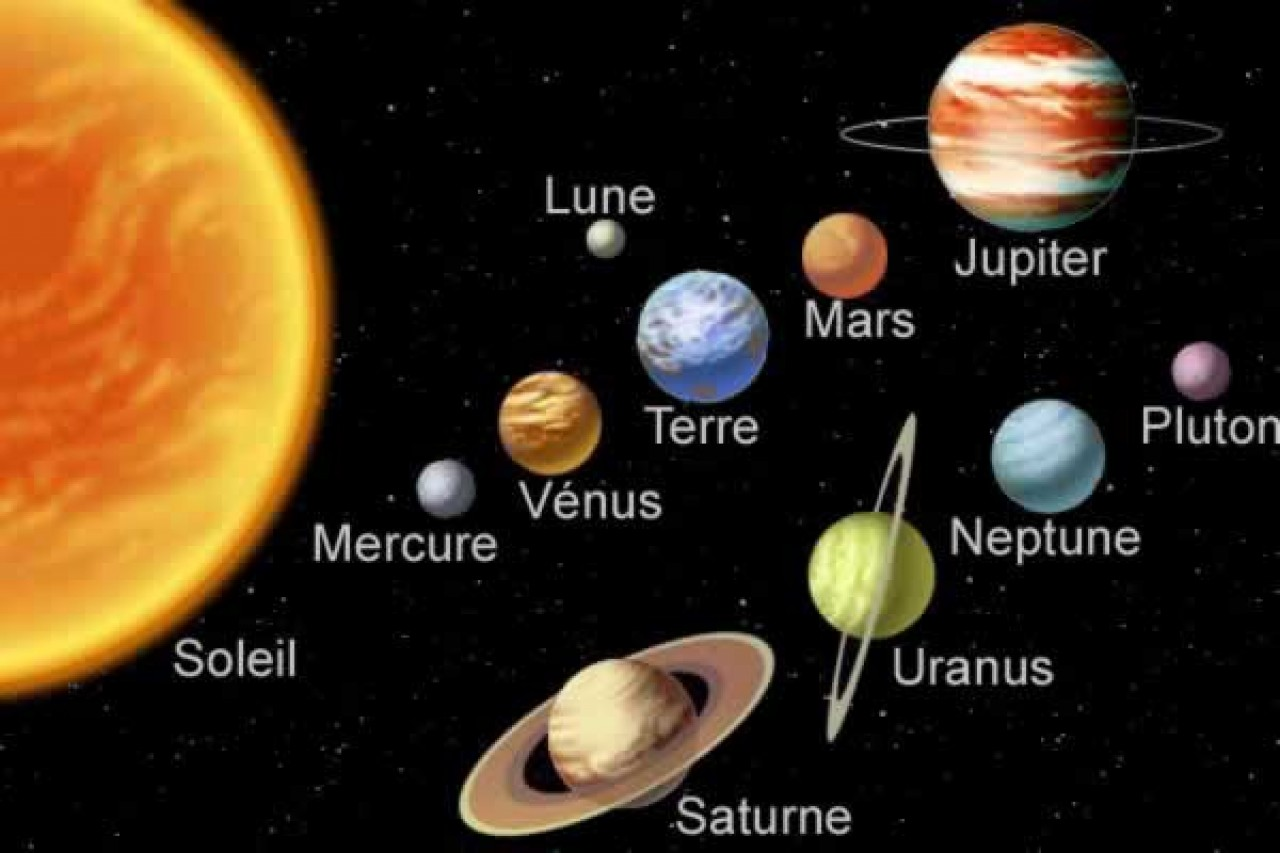 Lune
Jupiter
Mars
Terre
Pluton
Vénus
Mercure
Neptune
Soleil
Uranus
Saturne